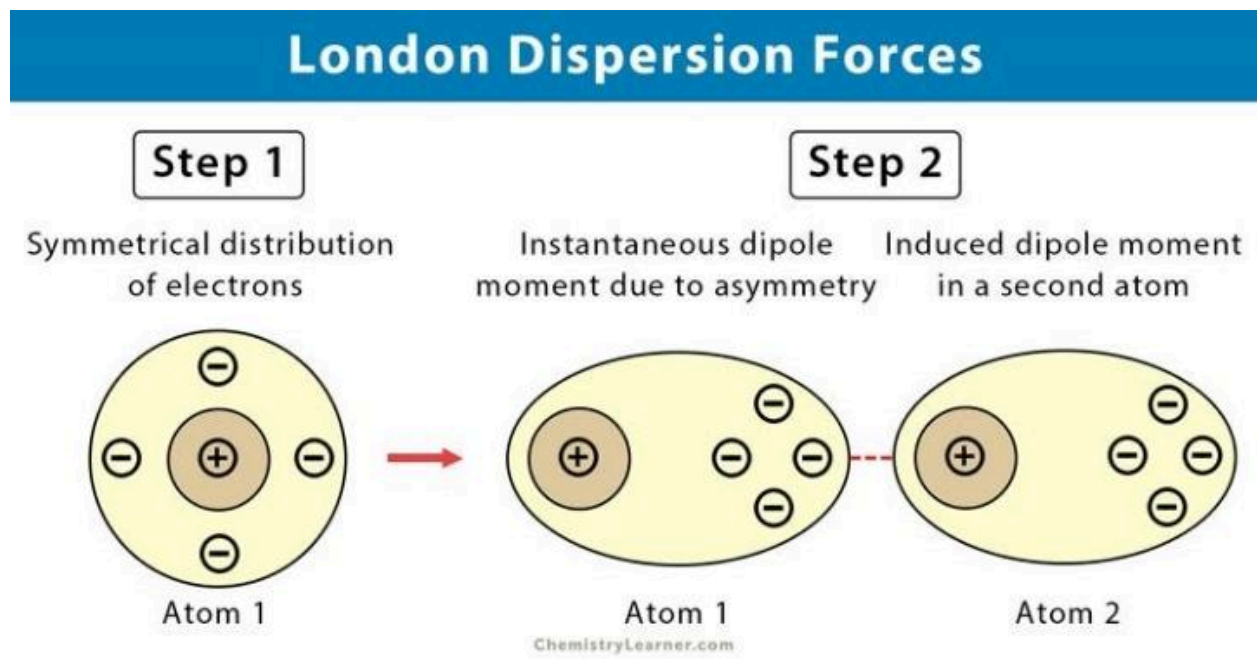 London Dispersion Forces
Step 1
Symmetrical distribution
of electrons
Atom 1
Step 2
Instantaneous dipole
moment due to asymmetry
Induced dipole moment
in a second atom
Atom 1
Atom 2
ChemistryLearner.com